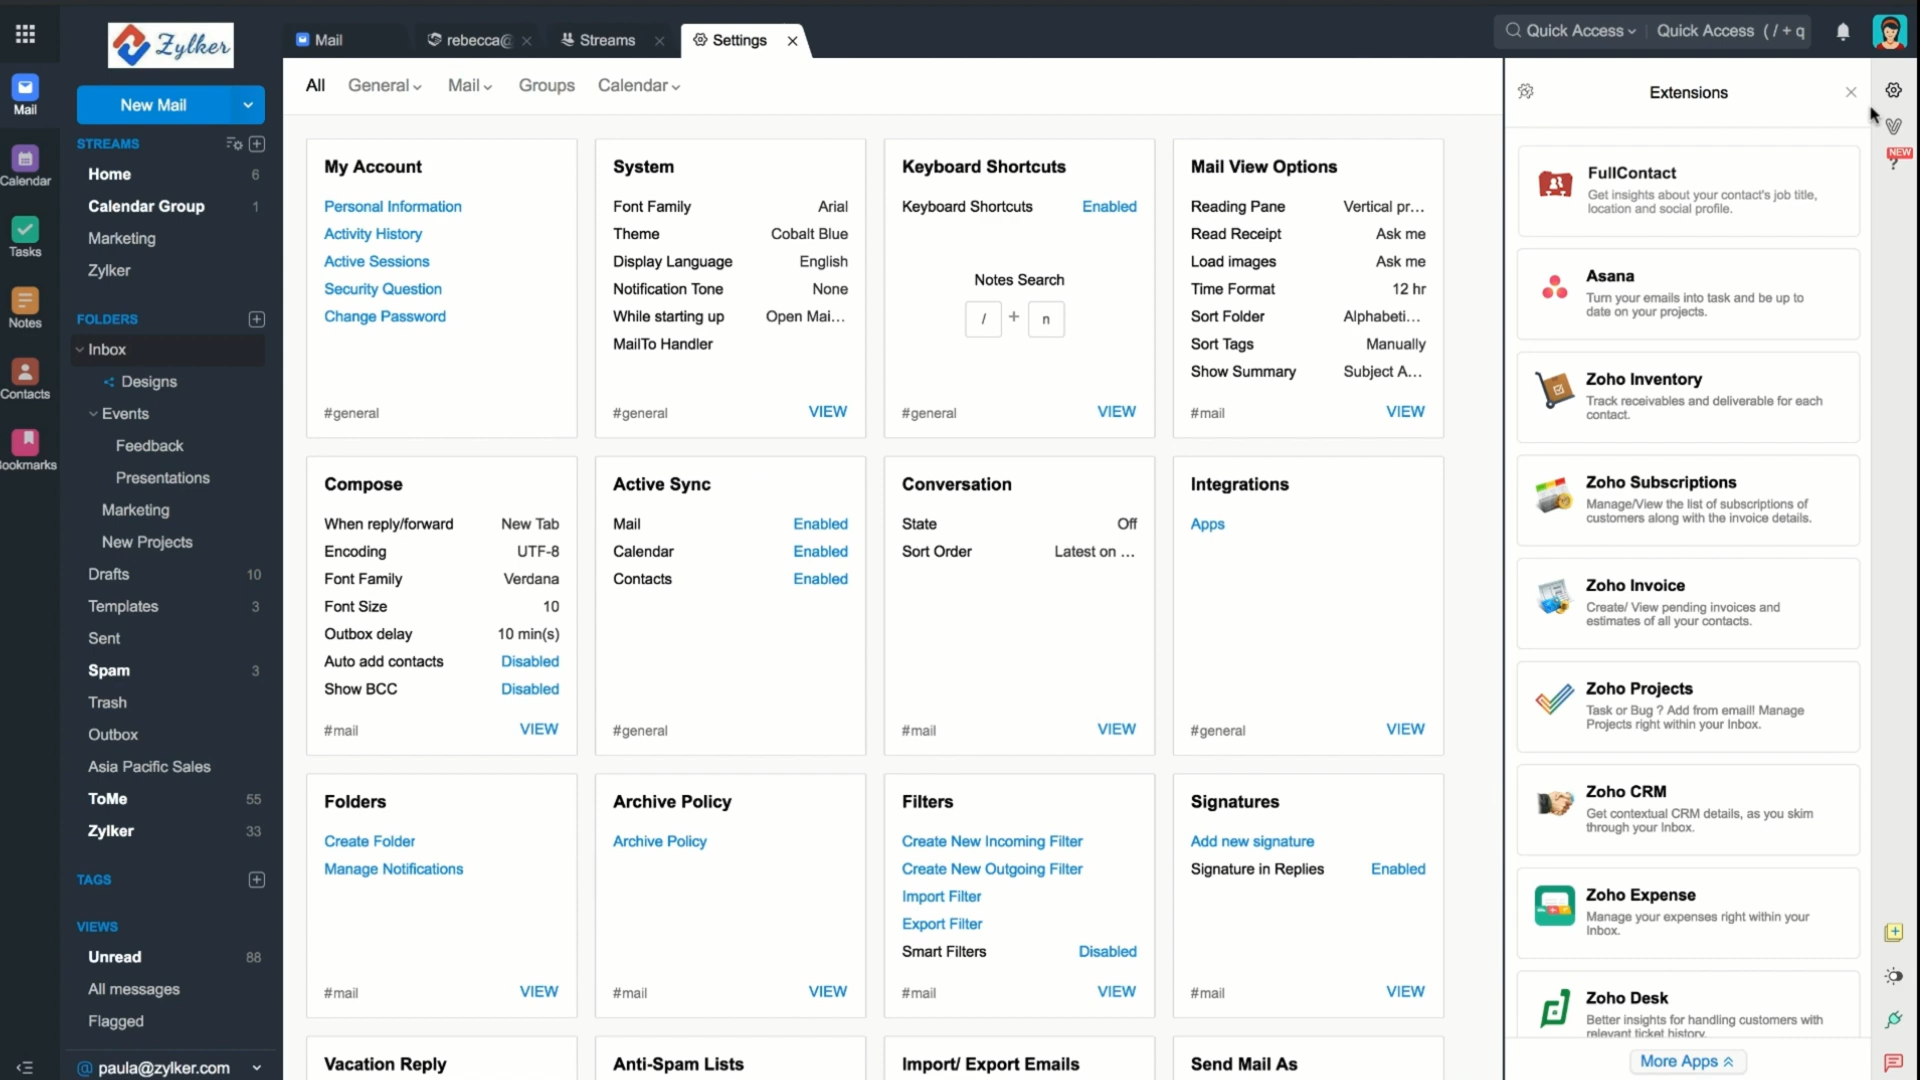 Zylker
Mail
rebecca@
Streams
Settings
Quick Access
Quick Access ( / + q
Mail
Calendar
Tasks
Notes
Contacts
ookmarks
New Mail
STREAMS
Home 6
Calendar Group 1
Marketing
Zylker
FOLDERS
Inbox
Designs
Events
Feedback
Presentations
Marketing
New Projects
Drafts 10
Templates 3
Sent
Spam 3
Trash
Outbox
Asia Pacific Sales
ToMe 55
Zylker 33
TAGS
VIEWS
Unread 88
All messages
Flagged
@ paula@zylker.com
All General Mail Groups Calendar
My Account
Personal Information
Activity History
Active Sessions
Security Question
Change Password
#general
System
Font Family Arial
Theme Cobalt Blue
Display Language English
Notification Tone None
While starting up Open Mai...
MailTo Handler
#general VIEW
Keyboard Shortcuts
Keyboard Shortcuts Enabled
Notes Search
/ + n
#general VIEW
Mail View Options
Reading Pane Vertical pr...
Read Receipt Ask me
Load images Ask me
Time Format 12 hr
Sort Folder Alphabeti...
Sort Tags Manually
Show Summary Subject A...
#mail VIEW
Compose
When reply/forward New Tab
Encoding UTF-8
Font Family Verdana
Font Size 10
Outbox delay 10 min(s)
Auto add contacts Disabled
Show BCC Disabled
#mail VIEW
Active Sync
Mail Enabled
Calendar Enabled
Contacts Enabled
#general
Conversation
State Off
Sort Order Latest on ...
#mail VIEW
Integrations
Apps
#general VIEW
Folders
Create Folder
Manage Notifications
#mail VIEW
Archive Policy
Archive Policy
#mail VIEW
Filters
Create New Incoming Filter
Create New Outgoing Filter
Import Filter
Export Filter
Smart Filters Disabled
#mail VIEW
Signatures
Add new signature
Signature in Replies Enabled
#mail VIEW
Vacation Reply
Anti-Spam Lists
Import/ Export Emails
Send Mail As
Extensions
FullContact
Get insights about your contact's job title,
location and social profile.
Asana
Turn your emails into task and be up to
date on your projects.
Zoho Inventory
Track receivables and deliverable for each
contact.
Zoho Subscriptions
Manage/View the list of subscriptions of
customers along with the invoice details.
Zoho Invoice
Create/ View pending invoices and
estimates of all your contacts.
Zoho Projects
Task or Bug ? Add from email! Manage
Projects right within your Inbox.
Zoho CRM
Get contextual CRM details, as you skim
through your Inbox.
Zoho Expense
Manage your expenses right within your
Inbox.
Zoho Desk
Better insights for handling customers with
relevant ticket history.
More Apps
NEW
?